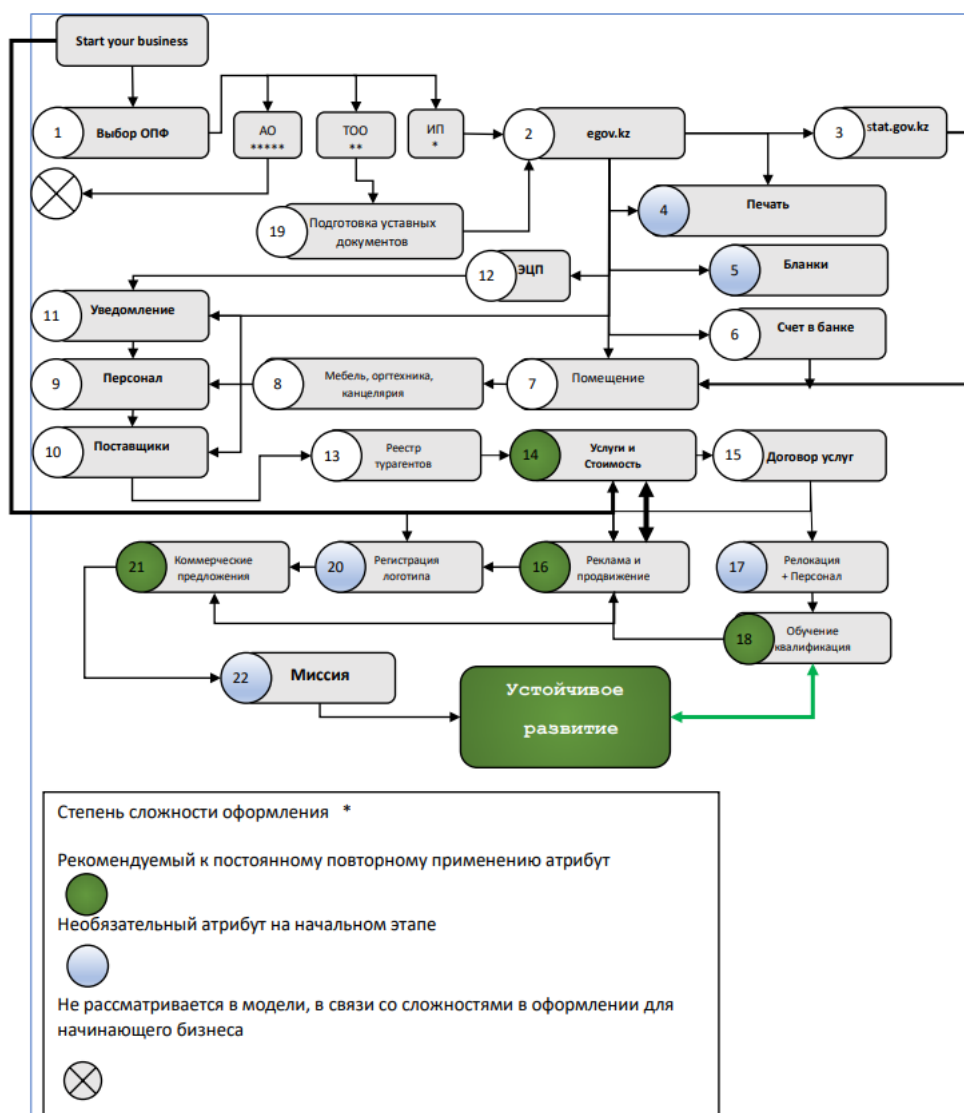 Start your business
1
Выбор ОПФ
АО
*****
ТОО
**
ИП
*
2
egov.kz
3
stat.gov.kz
4
Печать
19
Подготовка уставных
документов
5
Бланки
12
ЭЦП
11
Уведомление
6
Счет в банке
9
Персонал
8
Мебель, оргтехника,
канцелярия
7
Помещение
10
Поставщики
13
Реестр
турагентов
14
Услуги и
Стоимость
15
Договор услуг
21
Коммерческие
предложения
20
Регистрация
логотипа
16
Реклама и
продвижение
17
Релокация
+ Персонал
18
Обучение
квалификация
22
Миссия
Устойчивое
развитие
Степень сложности оформления *
Рекомендуемый к постоянному повторному применению атрибут
Необязательный атрибут на начальном этапе
Не рассматривается в модели, в связи со сложностями в оформлении для
начинающего бизнеса